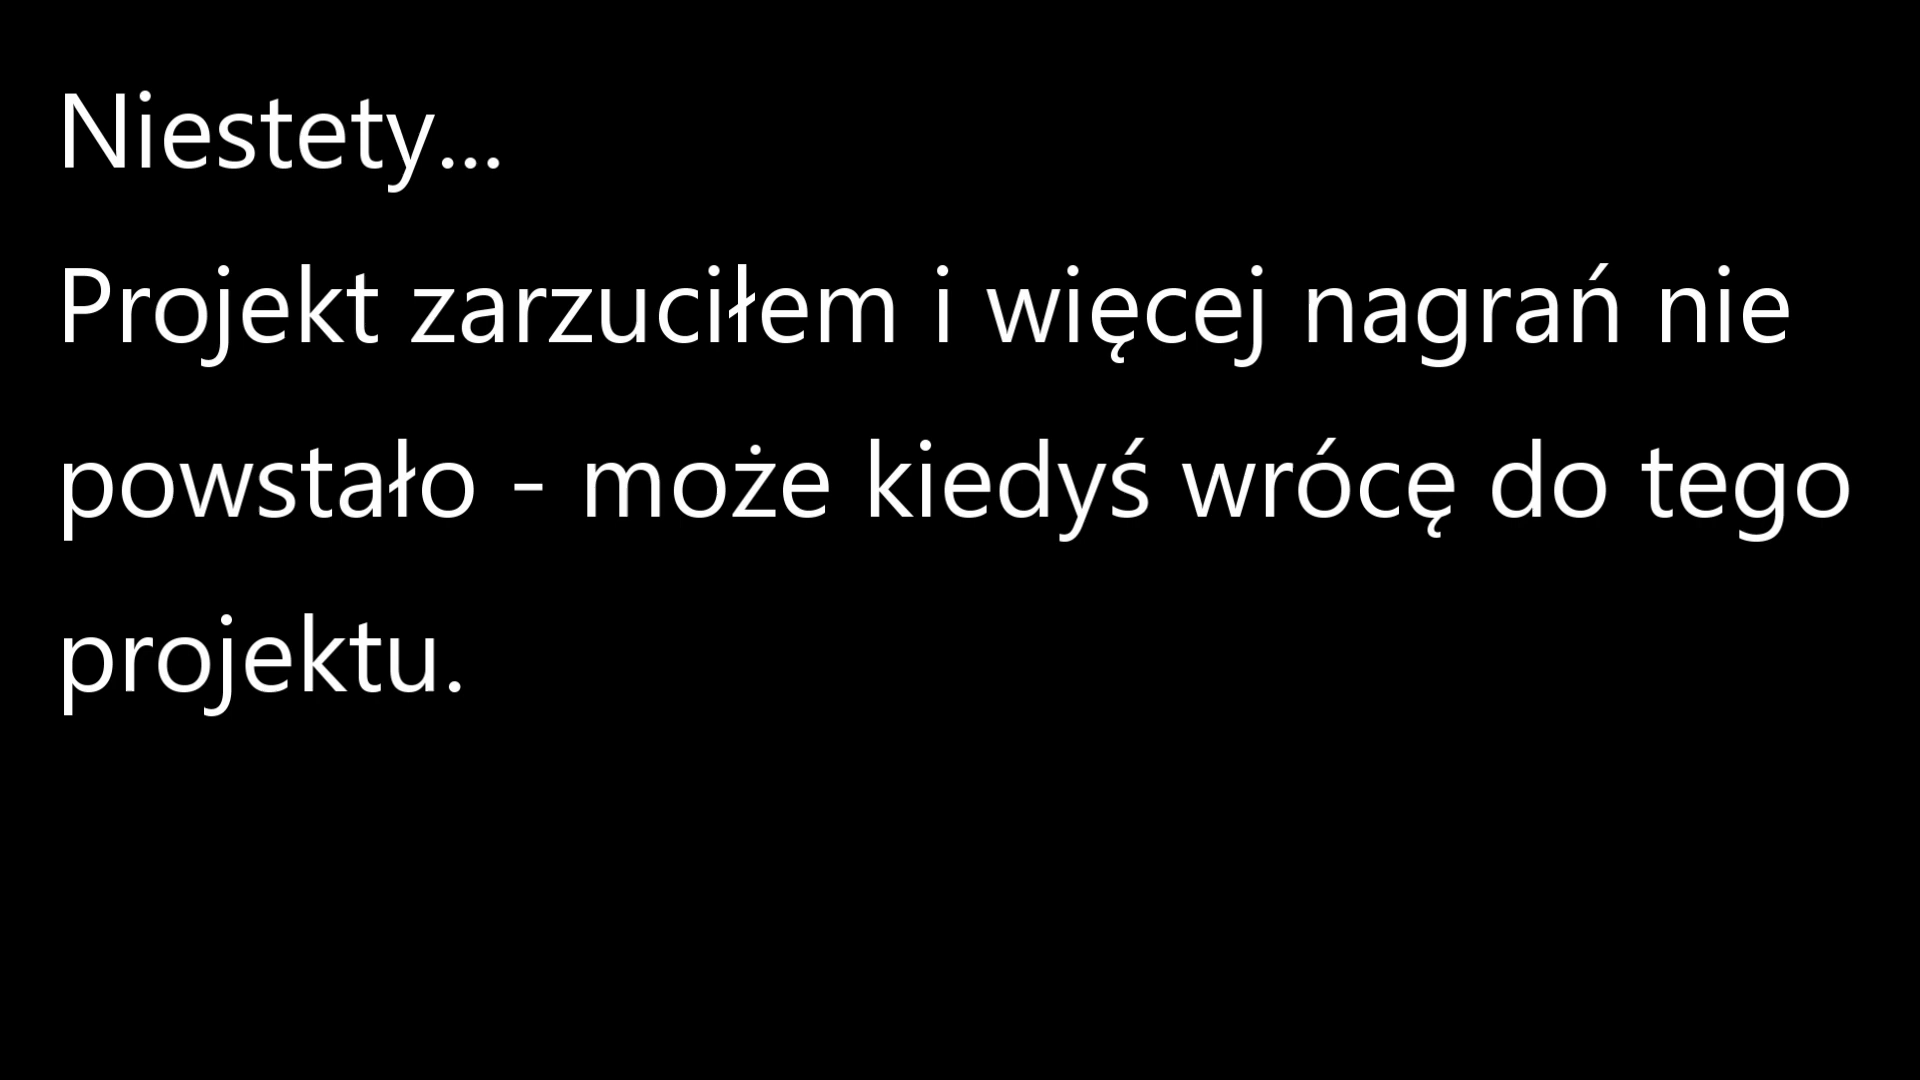 Niestety...
Projekt zarzuciłem i więcej nagrań nie
powstało - może kiedyś wrócę do tego
projektu.